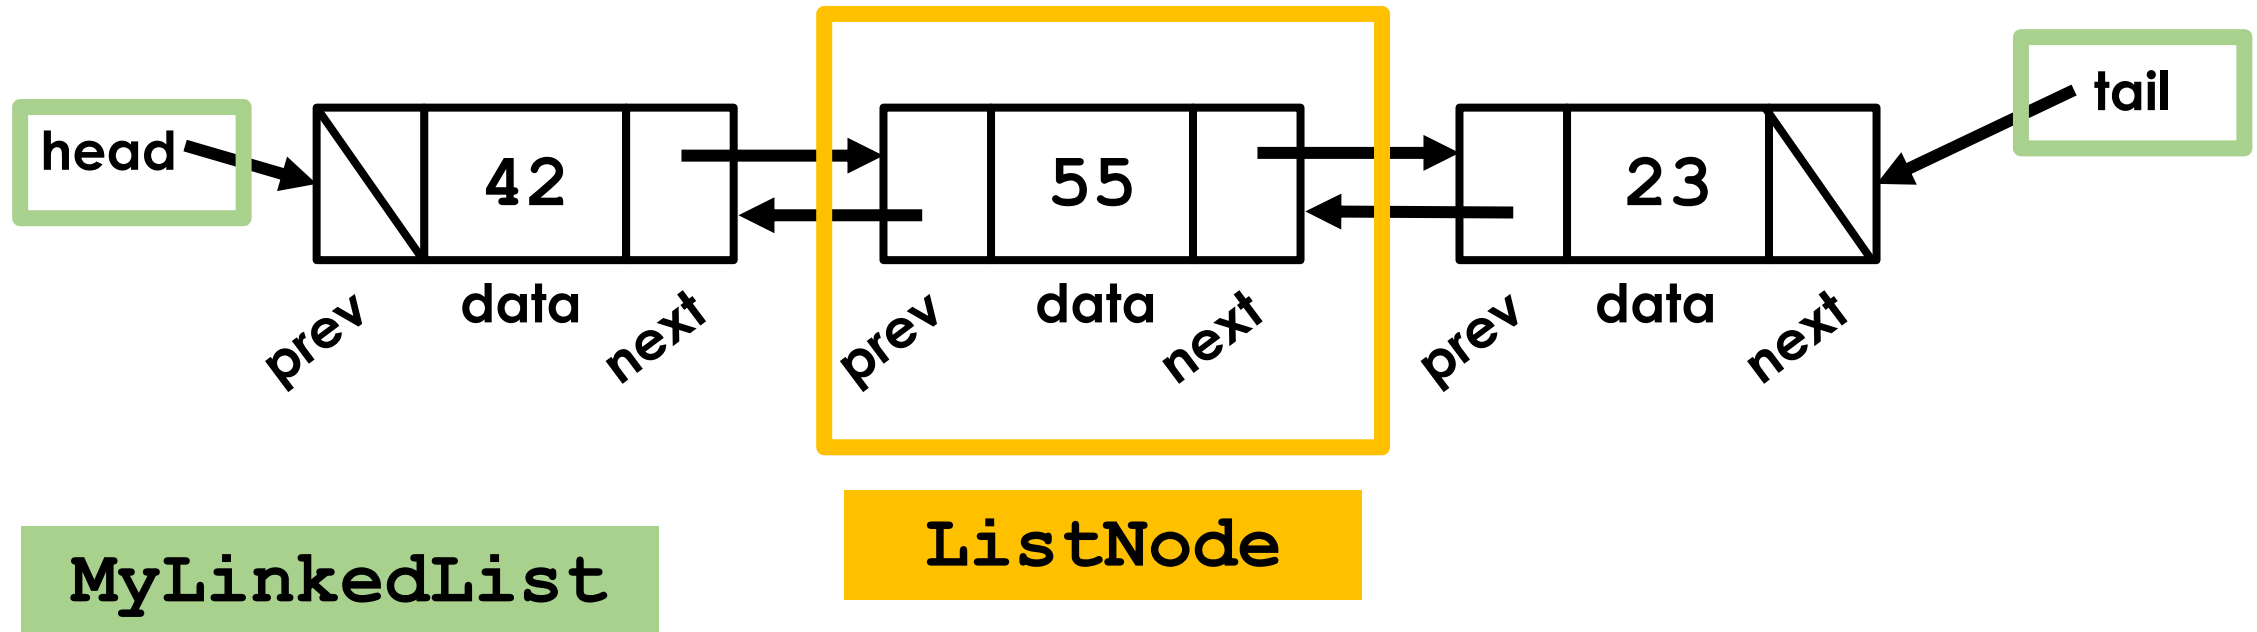 head
42
55
23
tail
prev
data
next
prev
data
next
prev
data
next
MyLinkedList
ListNode